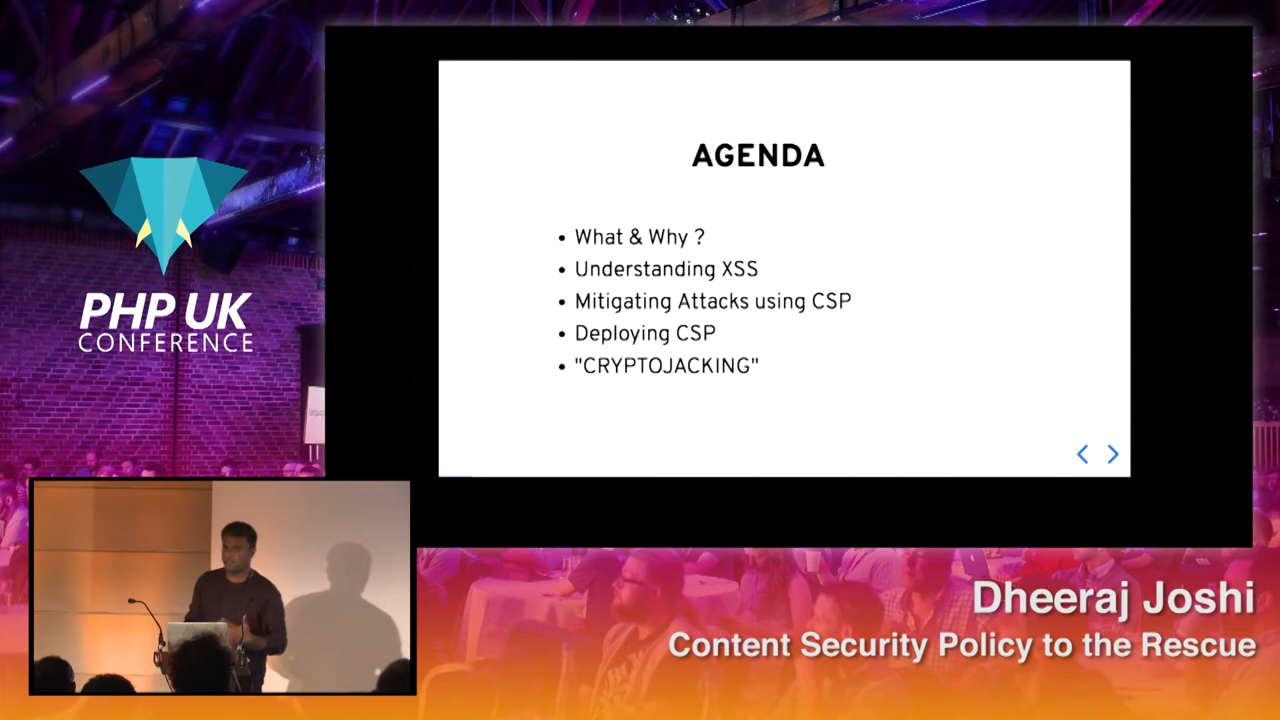 AGENDA
• What & Why ?
• Understanding XSS
• Mitigating Attacks using CSP
• Deploying CSP
• "CRYPTOJACKING"
PHP UK
CONFERENCE
Dheeraj Joshi
Content Security Policy to the Rescue